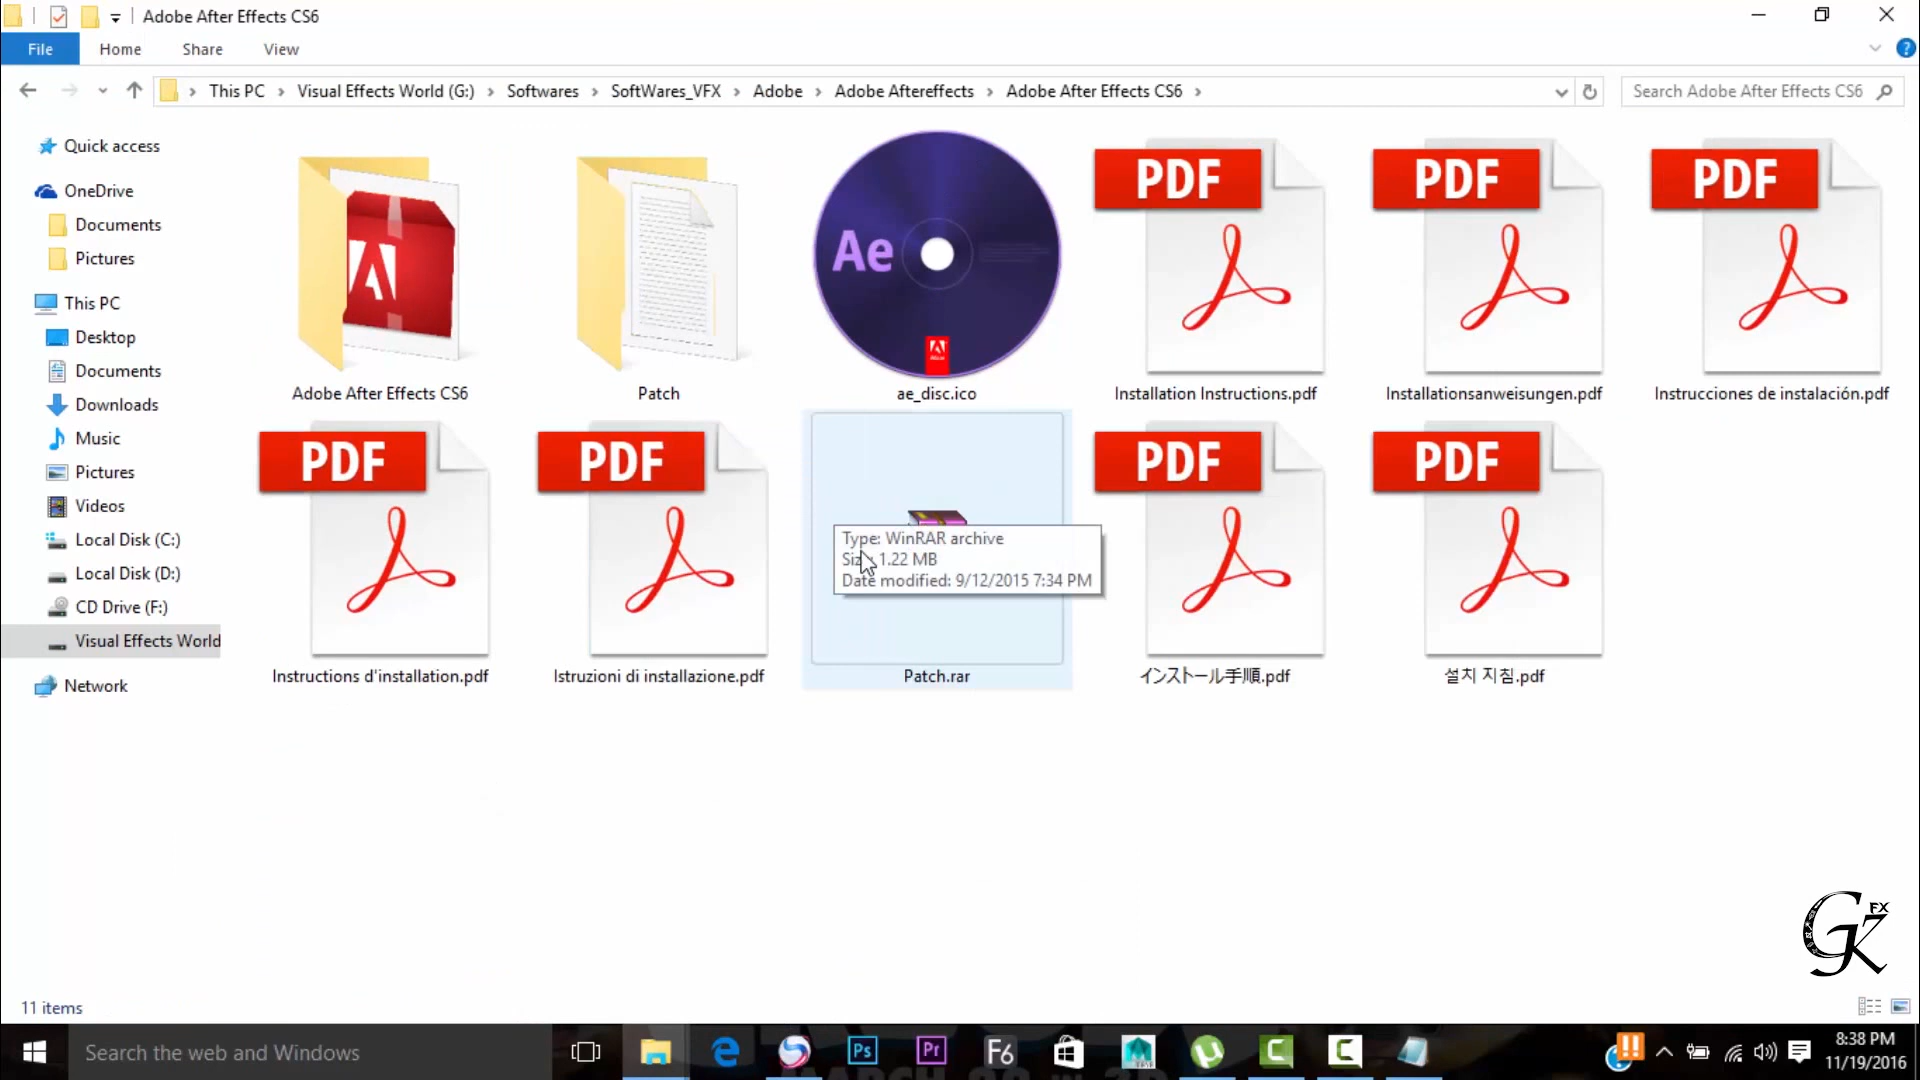 Adobe After Effects CS6
File Home Share View
This PC Visual Effects World (G:) Softwares SoftWares_VFX Adobe Adobe Aftereffects Adobe After Effects CS6
Search Adobe After Effects CS6
Quick access
OneDrive
Documents
Pictures
This PC
Desktop
Documents
Downloads
Music
Pictures
Videos
Local Disk (C:)
Local Disk (D:)
CD Drive (F:)
Visual Effects World
Network
Ae
PDF PDF PDF
Adobe After Effects CS6 Patch ae_disc.ico Installation Instructions.pdf Installationsanweisungen.pdf Instrucciones de instalación.pdf
PDF PDF PDF PDF
Type: WinRAR archive
1.22 MB
Date modified: 9/12/2015 7:34 PM
Instructions d'installation.pdf Istruzioni di installazione.pdf Patch.rar インストール手順.pdf 설치 지침.pdf
GK FX
11 items
Search the web and Windows
Ps Pr F6
8:38 PM
11/19/2016